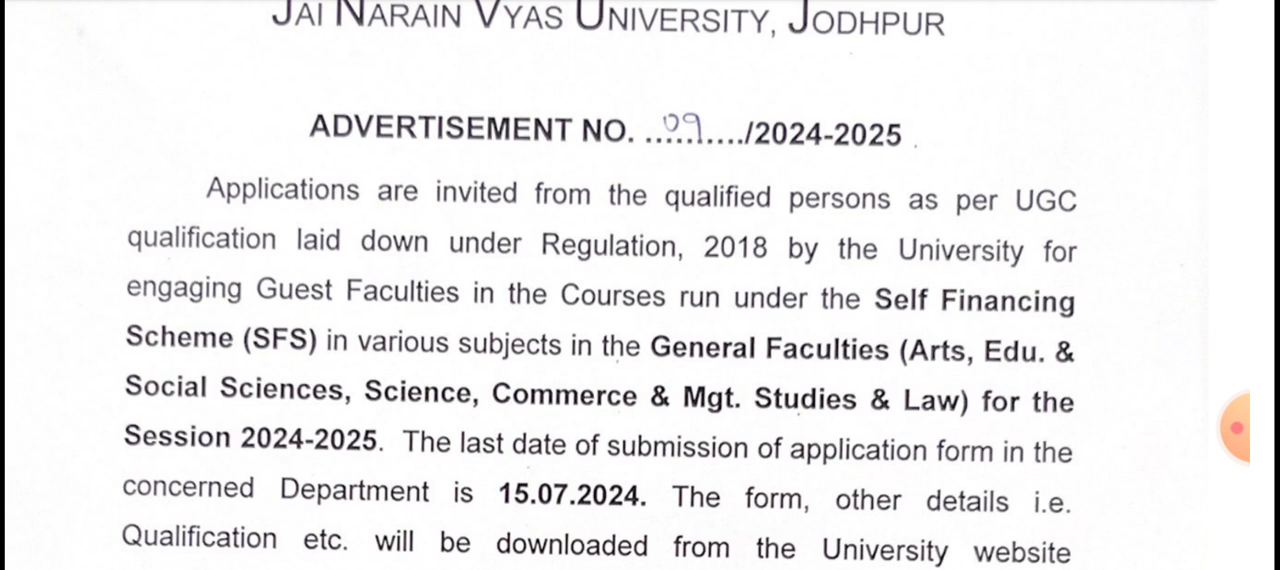 JAI NARAIN VYAS UNIVERSITY, JODHPUR
ADVERTISEMENT NO. ...09..../2024-2025
Applications are invited from the qualified persons as per UGC
qualification laid down under Regulation, 2018 by the University for
engaging Guest Faculties in the Courses run under the Self Financing
Scheme (SFS) in various subjects in the General Faculties (Arts, Edu. &
Social Sciences, Science, Commerce & Mgt. Studies & Law) for the
Session 2024-2025. The last date of submission of application form in the
concerned Department is 15.07.2024. The form, other details i.e.
Qualification etc. will be downloaded from the University website